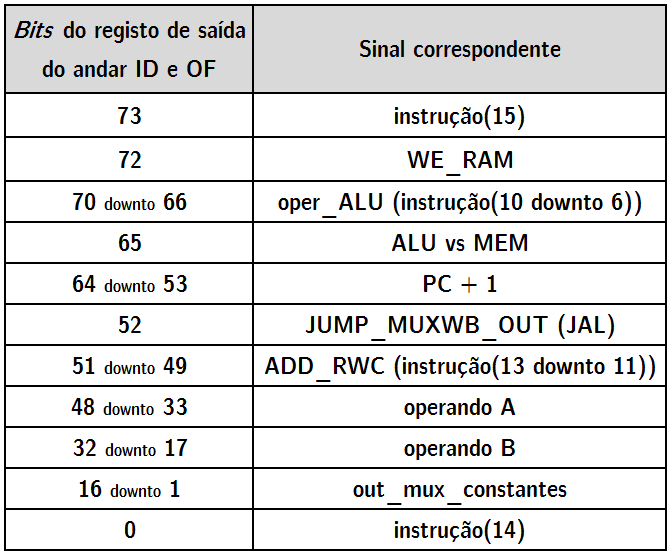 Bits do registo de saída
do andar ID e OF
Sinal correspondente
73
instrução(15)
72
WE_RAM
70 downto 66
oper_ALU (instrução(10 downto 6))
65
ALU vs MEM
64 downto 53
PC + 1
52
JUMP_MUXWB_OUT (JAL)
51 downto 49
ADD_RWC (instrução(13 downto 11))
48 downto 33
operando A
32 downto 17
operando B
16 downto 1
out_mux_constantes
0
instrução(14)